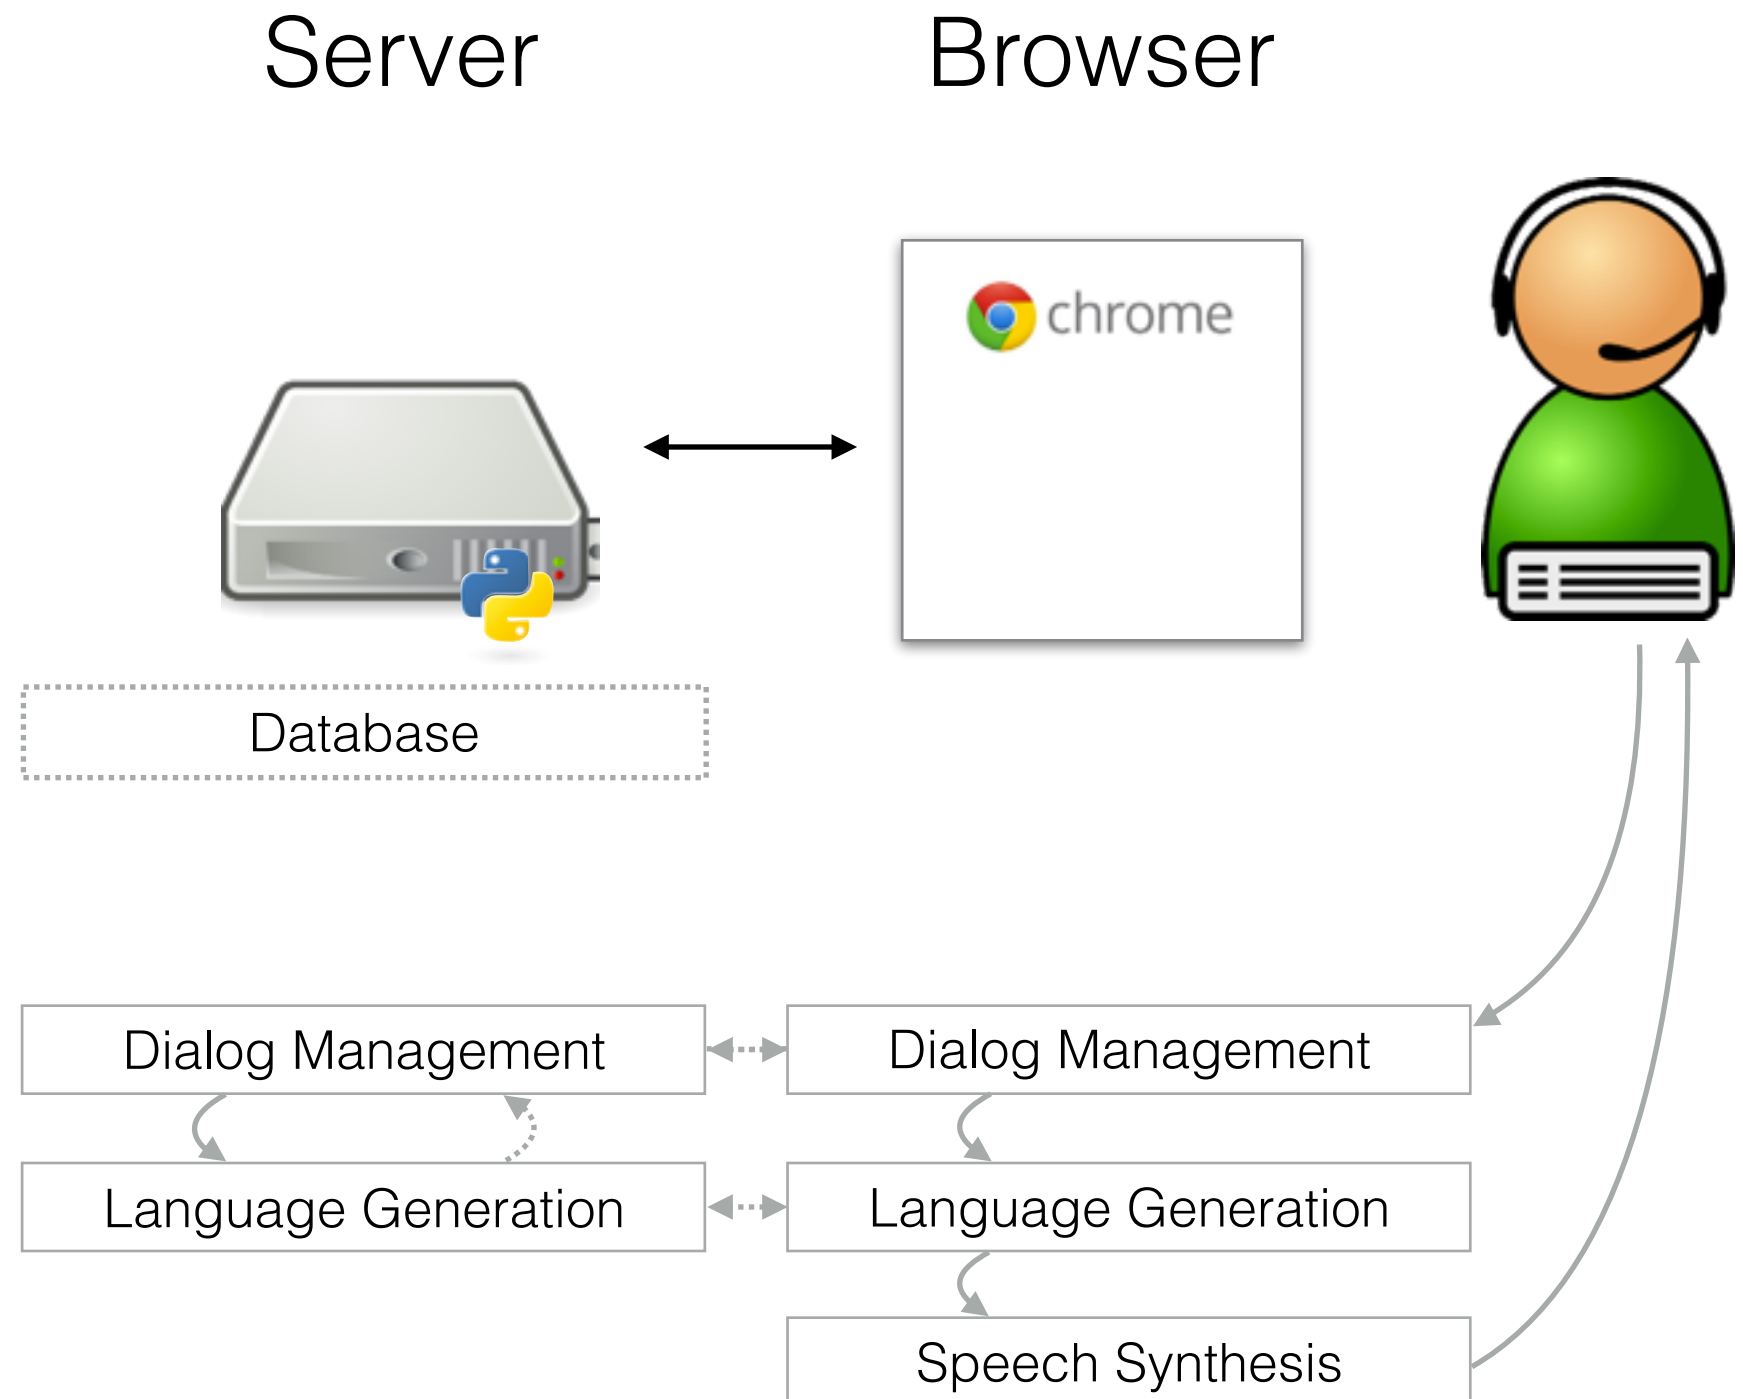 Server
Browser
chrome
Database
Dialog Management
Dialog Management
Language Generation
Language Generation
Speech Synthesis